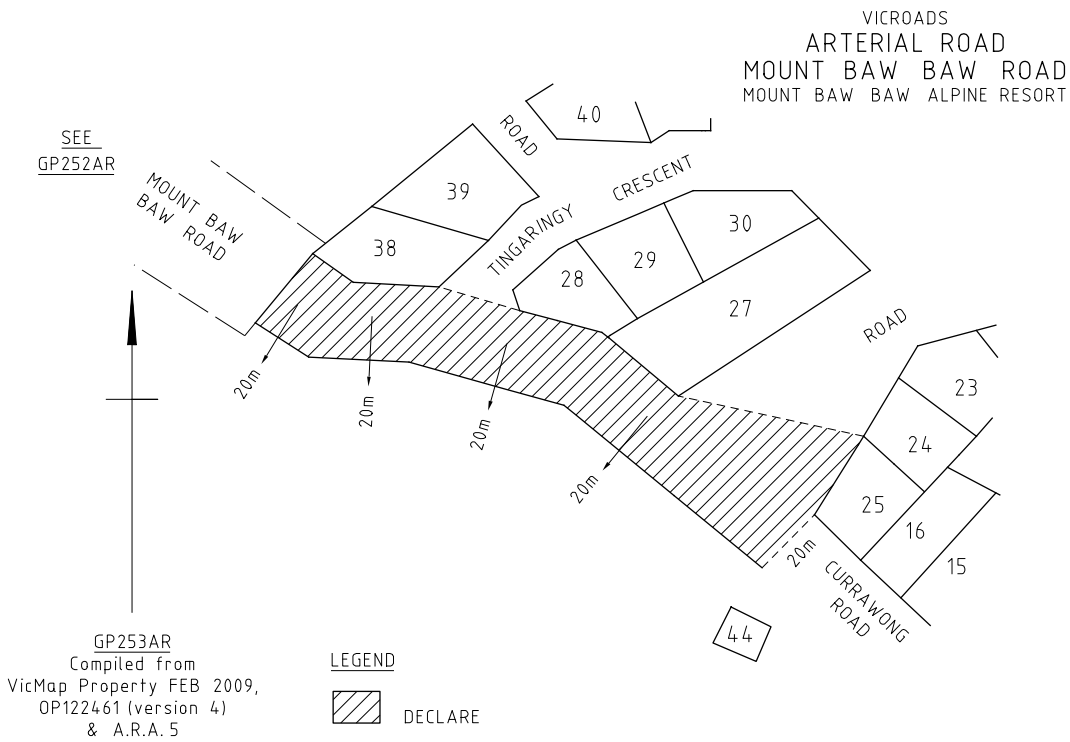 VICROADS
ARTERIAL ROAD
MOUNT BAW BAW ROAD
MOUNT BAW BAW ALPINE RESORT
SEE
GP252AR
MOUNT BAW
BAW ROAD
ROAD
40
39
38
TINGARINGY CRESCENT
30
29
28
27
ROAD
23
24
25
16
15
20m
20m
20m
20m
20m
CURRAWONG
ROAD
44
GP253AR
Compiled from
VicMap Property FEB 2009,
OP122461 (version 4)
& A.R.A. 5
LEGEND
DECLARE